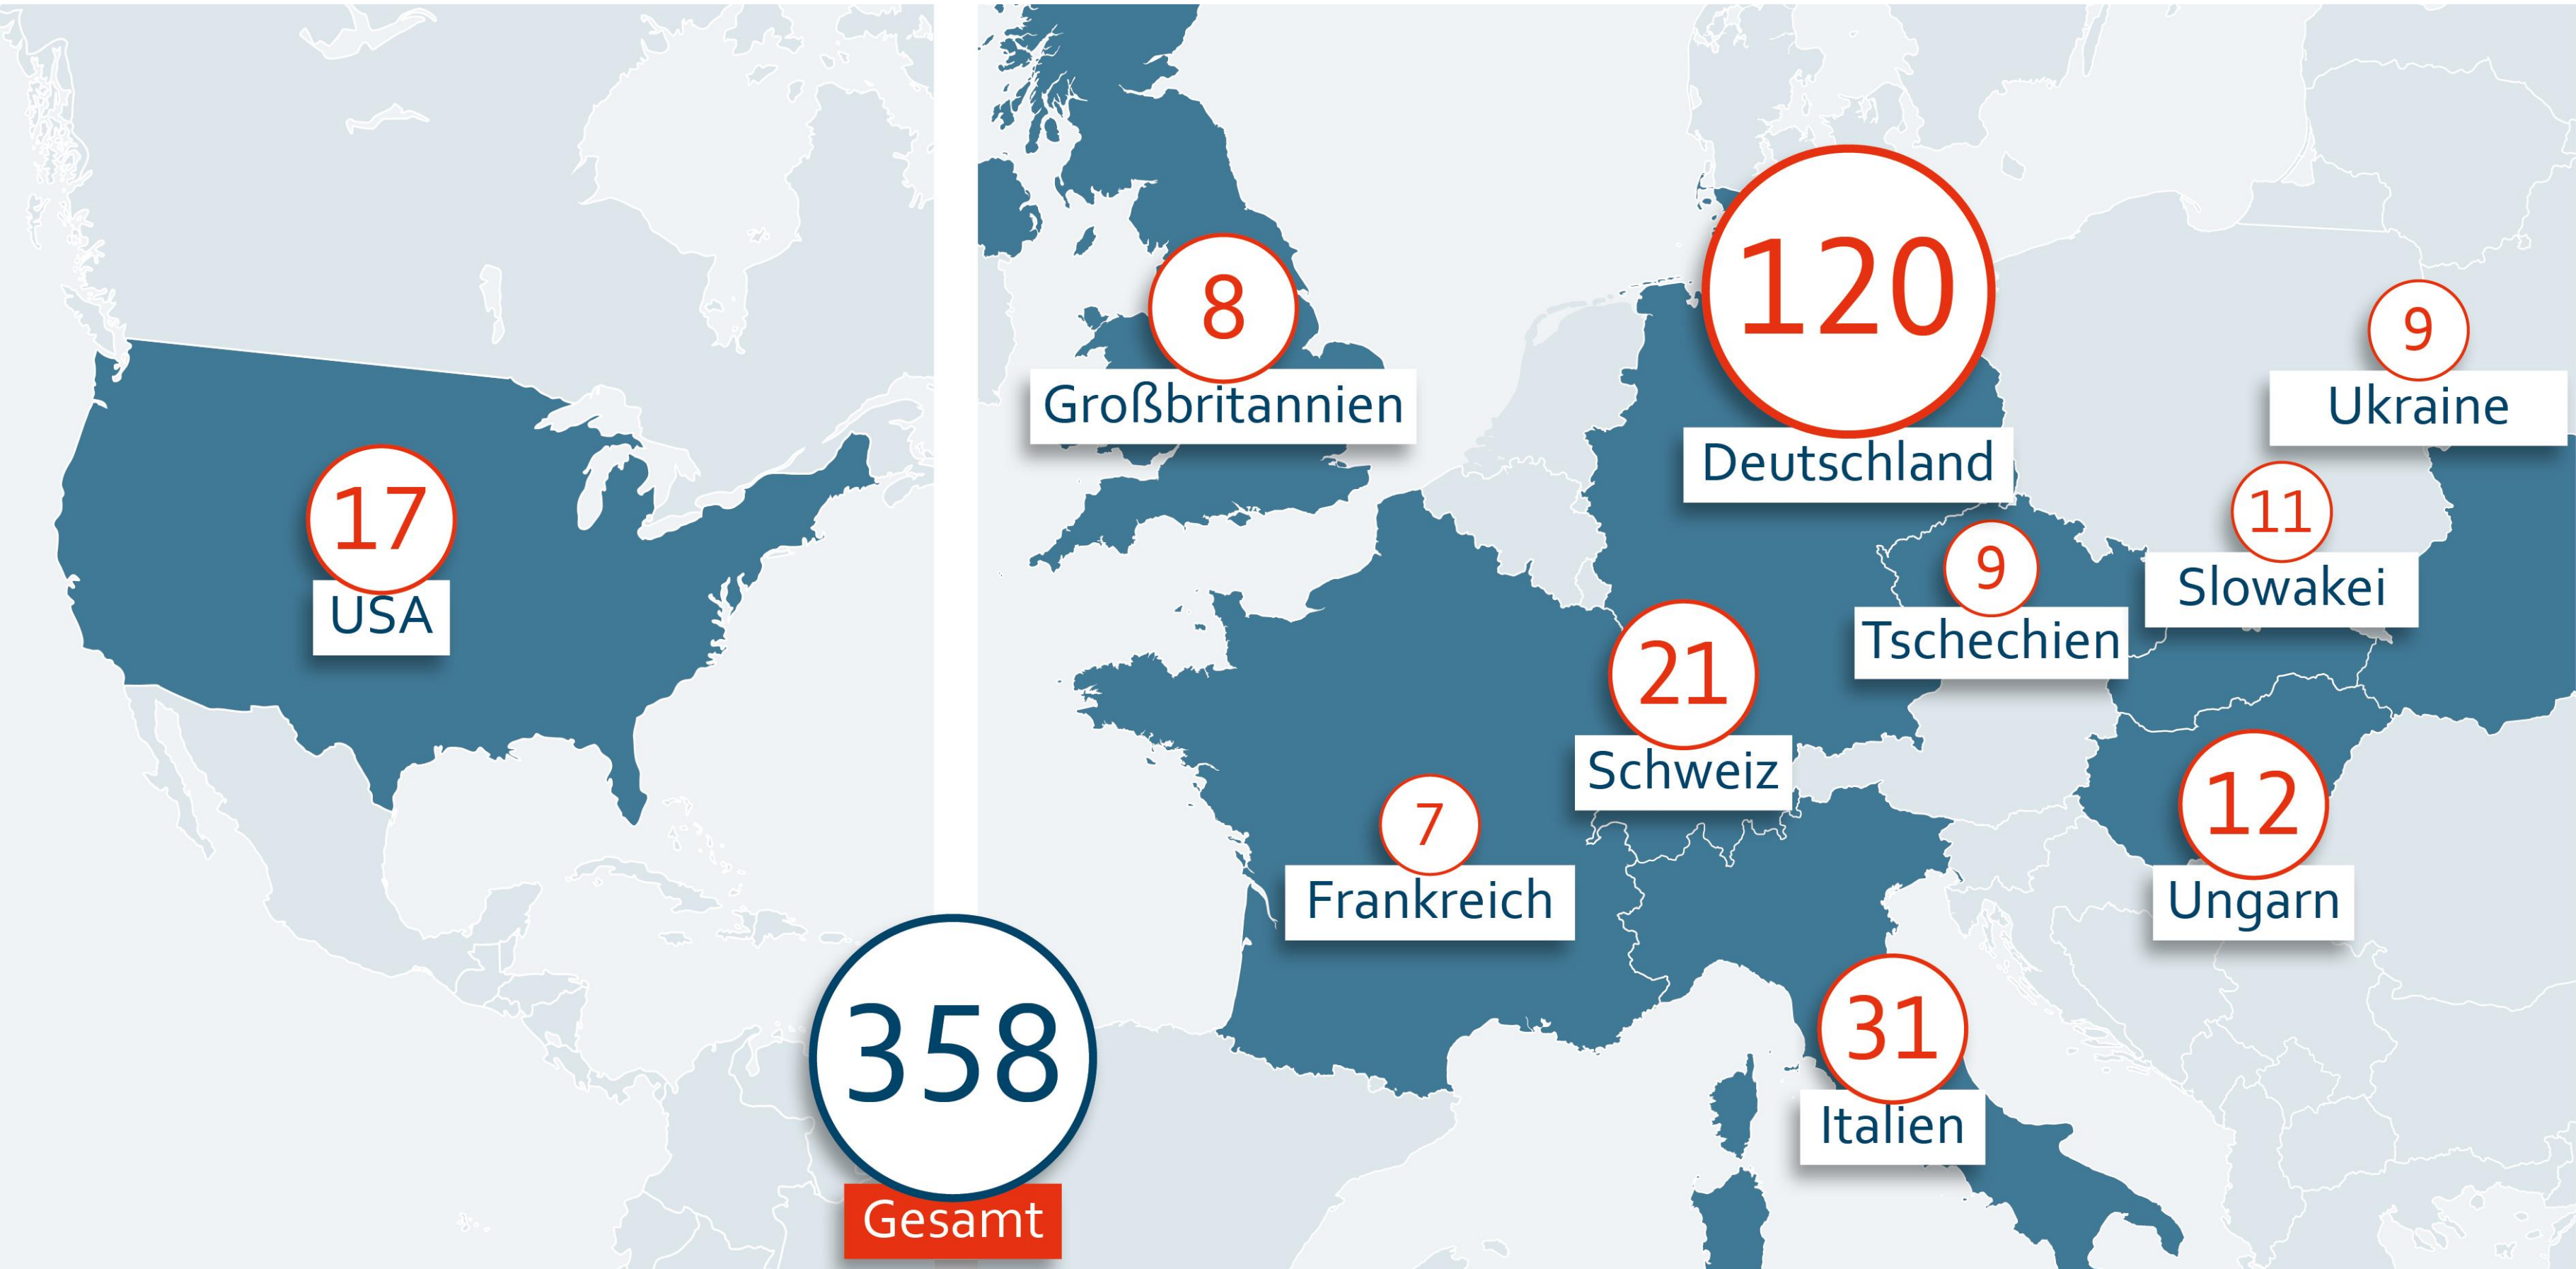 120
Deutschland
8
Großbritannien
9
Ukraine
17
USA
11
Slowakei
9
Tschechien
21
Schweiz
7
Frankreich
12
Ungarn
31
Italien
358
Gesamt